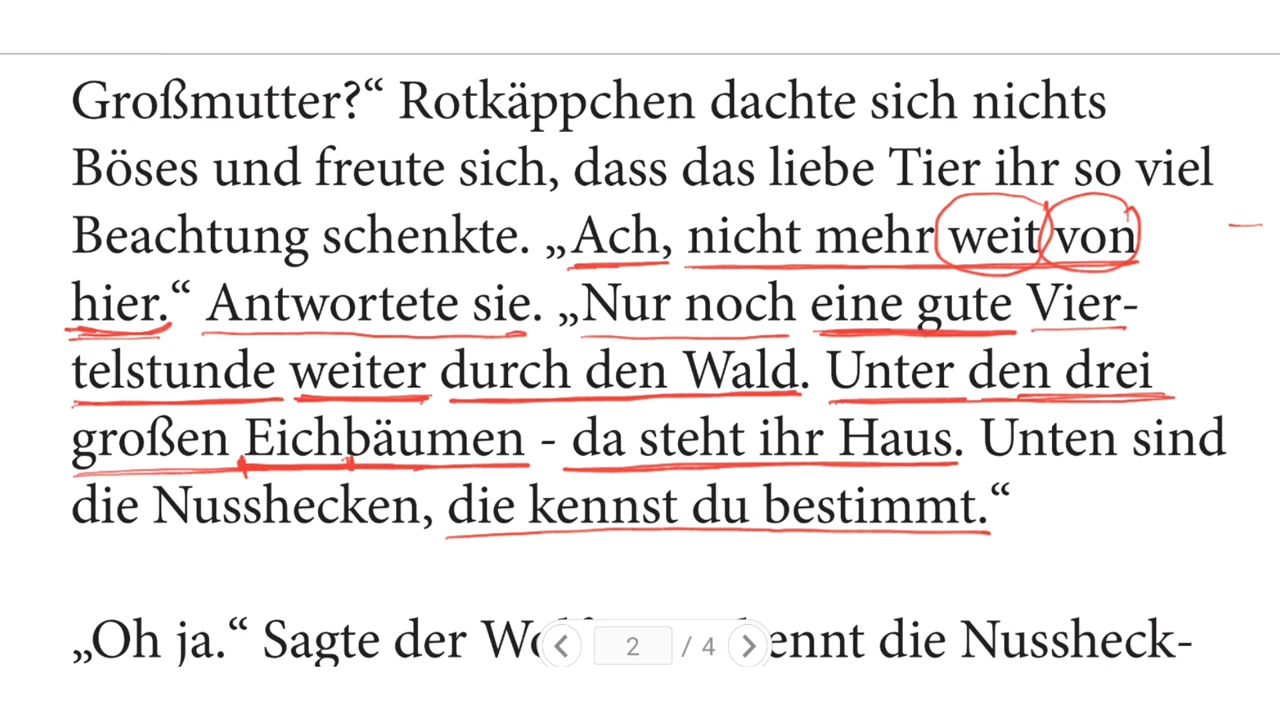 Großmutter?“ Rotkäppchen dachte sich nichts
Böses und freute sich, dass das liebe Tier ihr so viel
Beachtung schenkte. „Ach, nicht mehr weit von
hier.“ Antwortete sie. „Nur noch eine gute Vier-
telstunde weiter durch den Wald. Unter den drei
großen Eichbäumen - da steht ihr Haus. Unten sind
die Nusshecken, die kennst du bestimmt.“
„Oh ja.“ Sagte der die Nussheck-
2 / 4